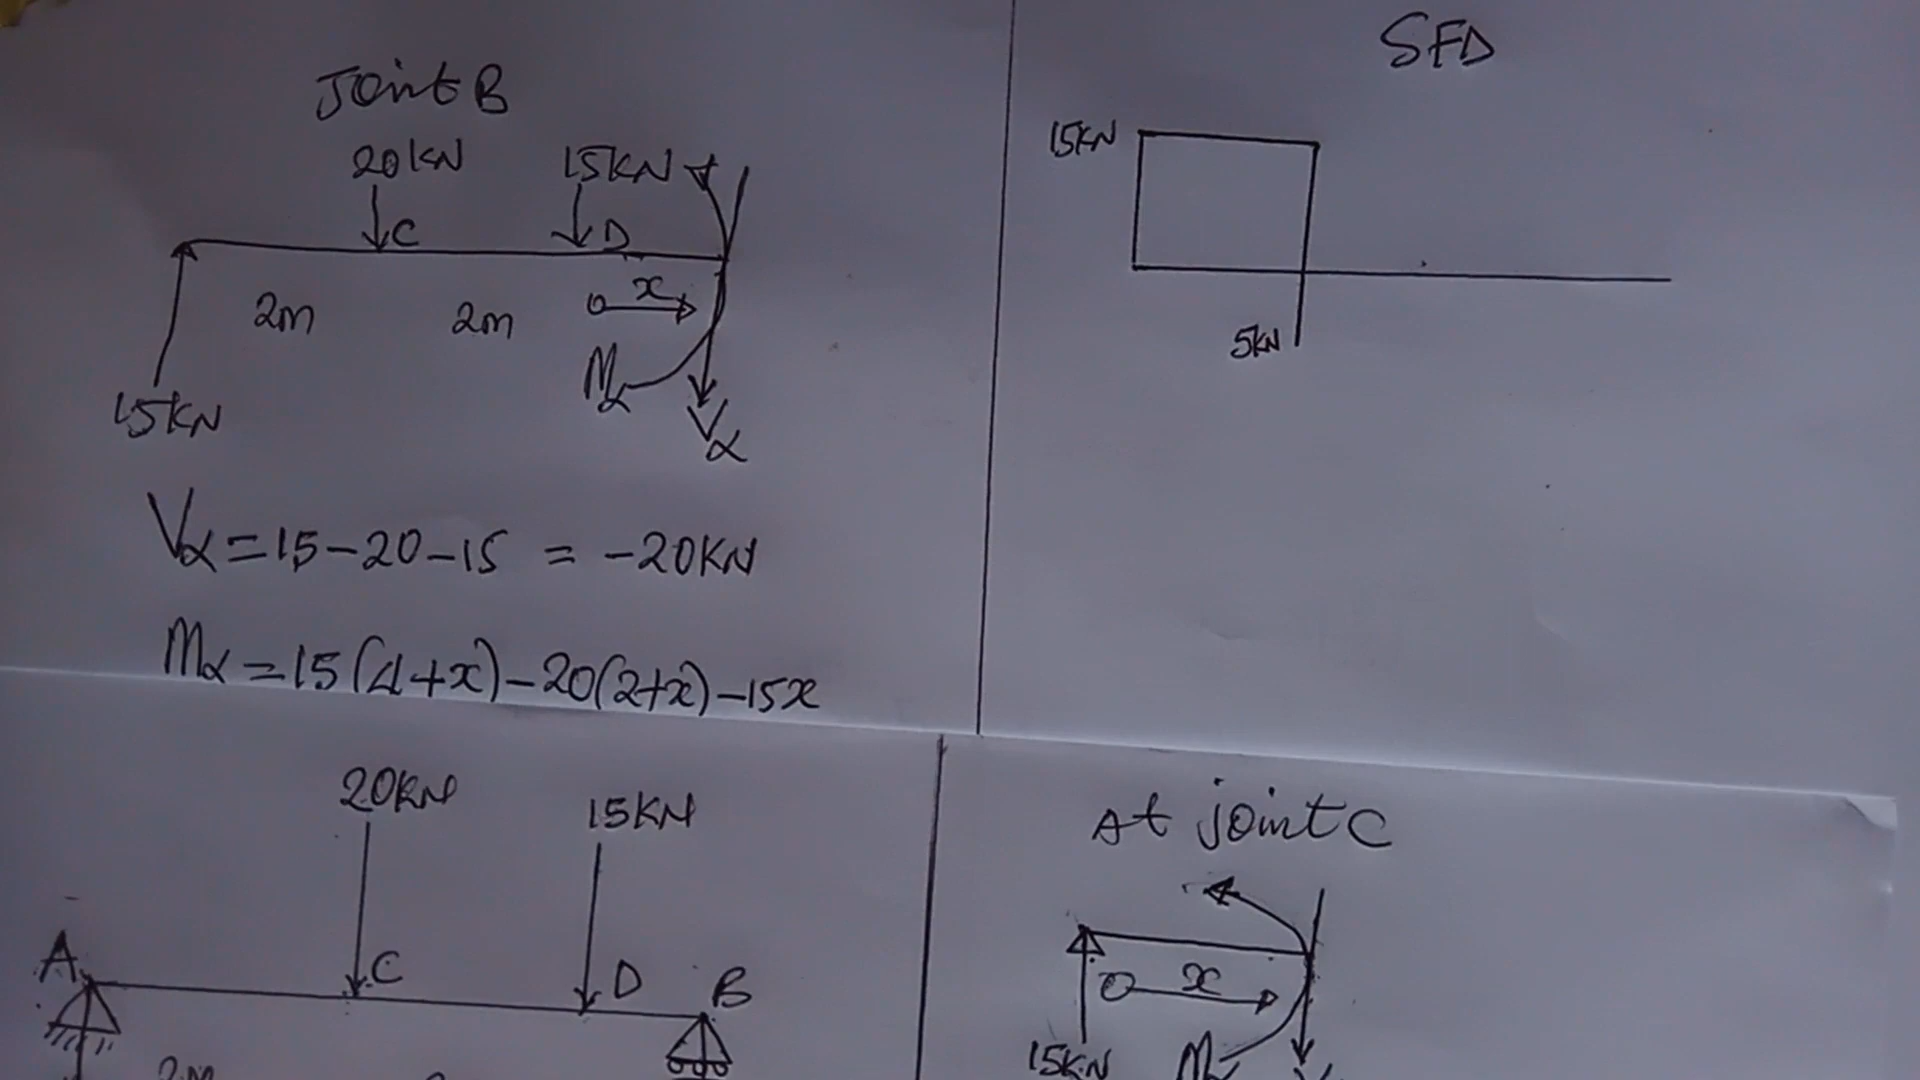 Joint B
20KN
15KN
C
D
2m
2m
x
15KN
Mx
Vx
Vx = 15-20-15 = -20KN
Mx = 15(4+x)-20(2+x)-15x
SFD
15KN
5KN
20KN
15KN
A
C
D
B
2m
At joint C
x
15KN